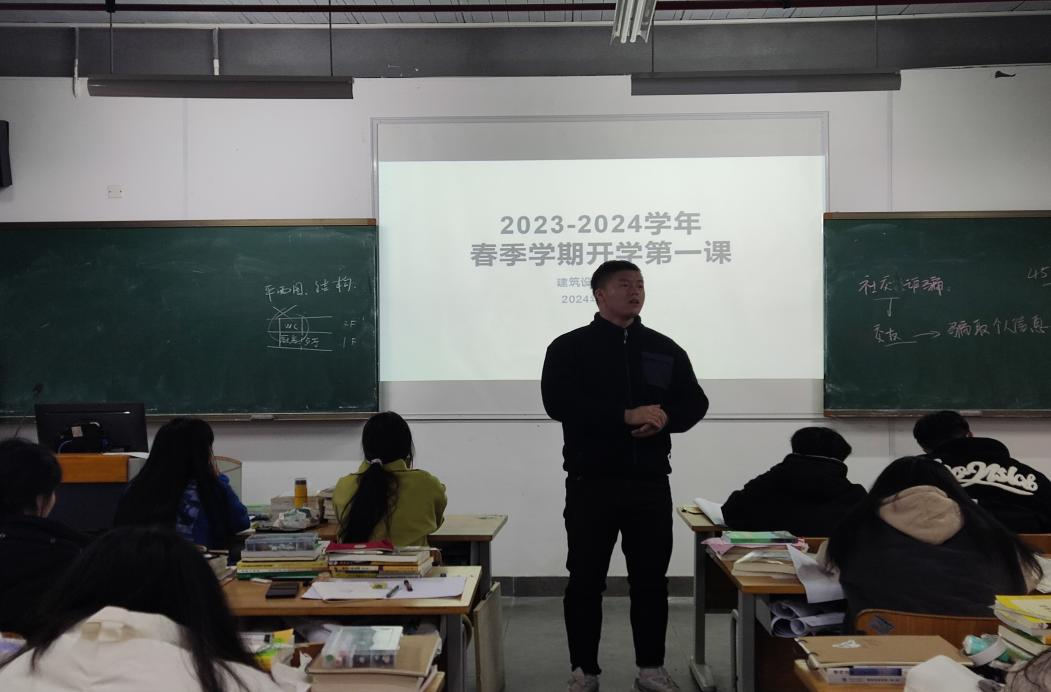 2023-2024学年
春季学期开学第一课
建筑设
2024
平面图、结构.
WC
2F
1F
社交 诈骗
45
交友 → 骗取个人信息